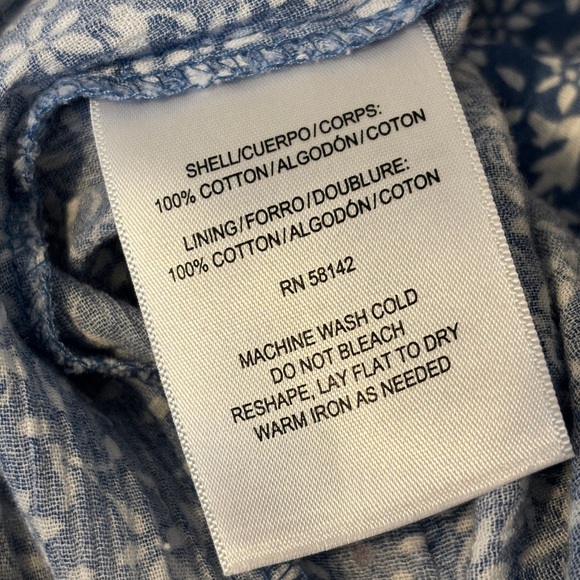 SHELL/CUERPO/CORPS:
100% COTTON/ALGODÓN/COTON
LINING/FORRO/DOUBLURE:
100% COTTON/ALGODÓN/COTON
RN 58142
MACHINE WASH COLD
DO NOT BLEACH
RESHAPE, LAY FLAT TO DRY
WARM IRON AS NEEDED